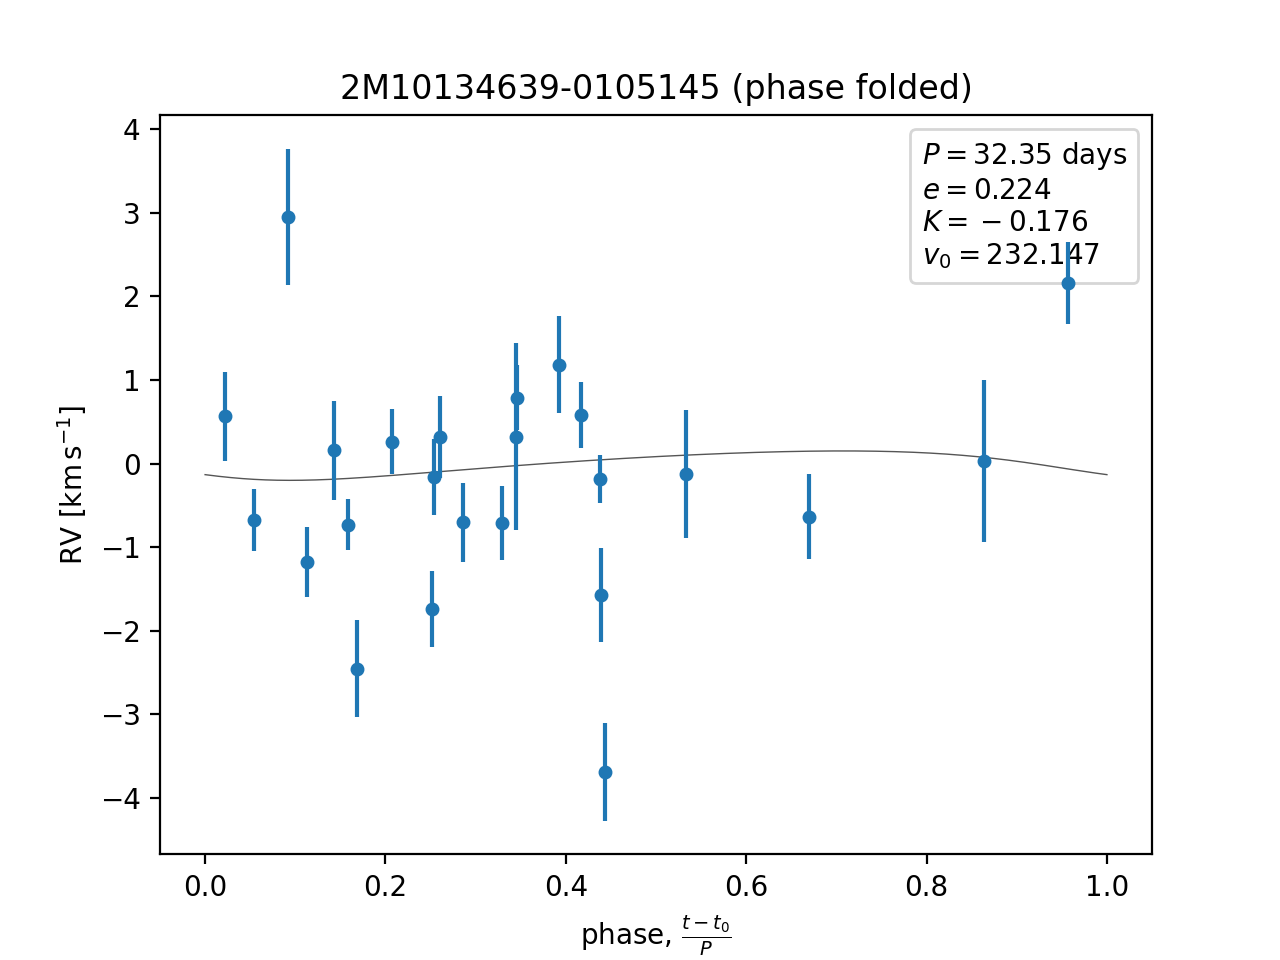 2M10134639-0105145 (phase folded)
P = 32.35 days
e = 0.224
K = −0.176
v₀ = 232.147
4
3
2
1
0
−1
−2
−3
−4
RV [km s⁻¹]
0.0 0.2 0.4 0.6 0.8 1.0
phase, (t − t₀)/P